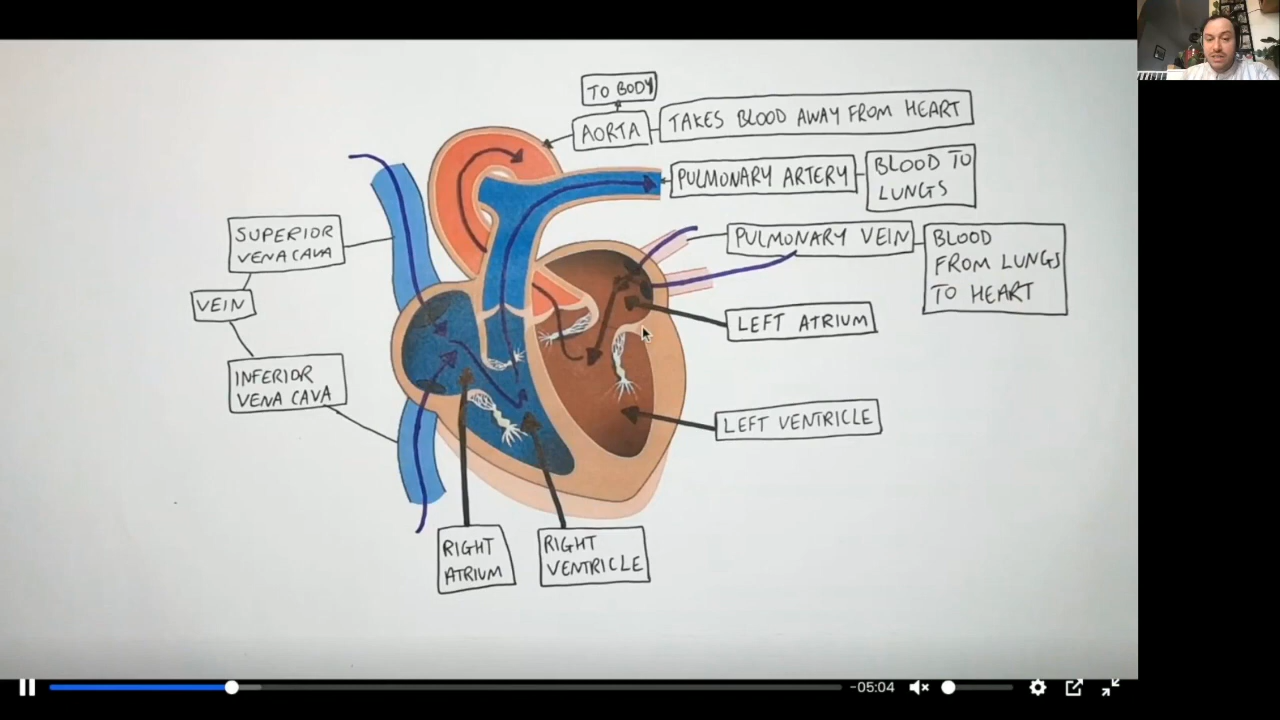 TO BODY
AORTA
TAKES BLOOD AWAY FROM HEART
PULMONARY ARTERY
BLOOD TO
LUNGS
PULMONARY VEIN
BLOOD
FROM LUNGS
TO HEART
SUPERIOR
VENA CAVA
VEIN
INFERIOR
VENA CAVA
LEFT ATRIUM
LEFT VENTRICLE
RIGHT
ATRIUM
RIGHT
VENTRICLE
-05:04